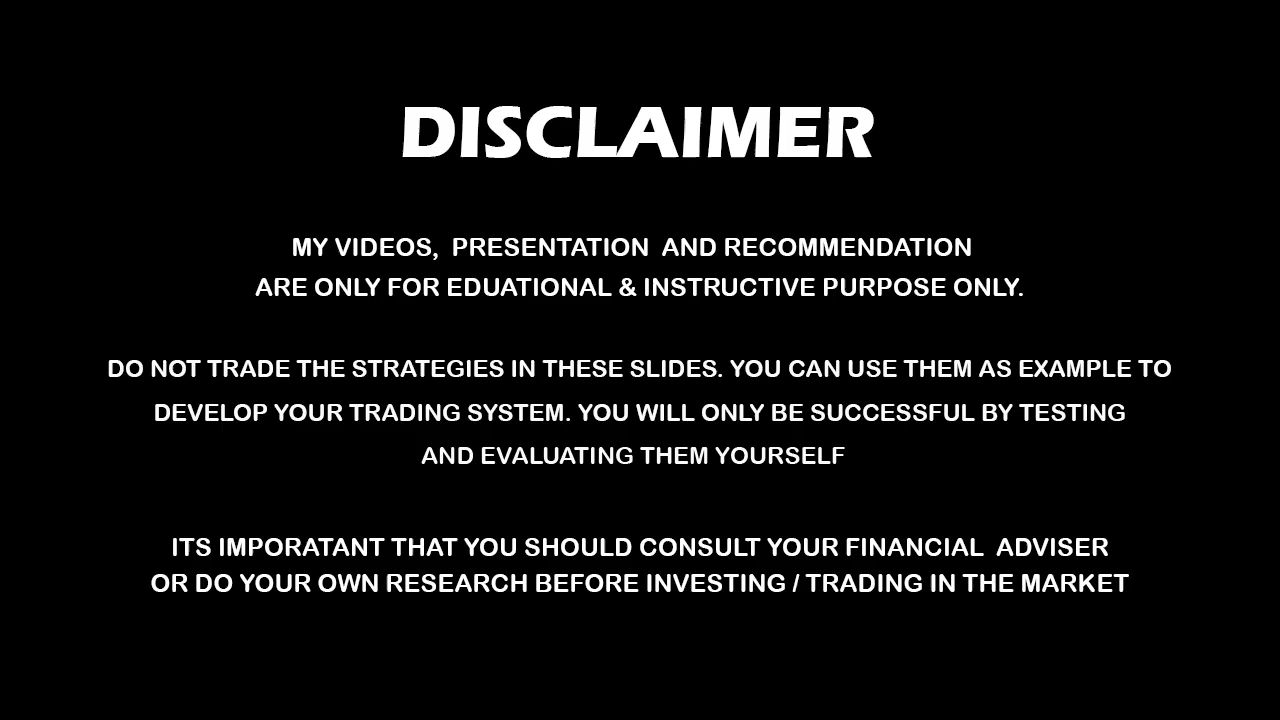 DISCLAIMER
MY VIDEOS, PRESENTATION AND RECOMMENDATION
ARE ONLY FOR EDUATIONAL & INSTRUCTIVE PURPOSE ONLY.
DO NOT TRADE THE STRATEGIES IN THESE SLIDES. YOU CAN USE THEM AS EXAMPLE TO
DEVELOP YOUR TRADING SYSTEM. YOU WILL ONLY BE SUCCESSFUL BY TESTING
AND EVALUATING THEM YOURSELF
ITS IMPORATANT THAT YOU SHOULD CONSULT YOUR FINANCIAL ADVISER
OR DO YOUR OWN RESEARCH BEFORE INVESTING / TRADING IN THE MARKET